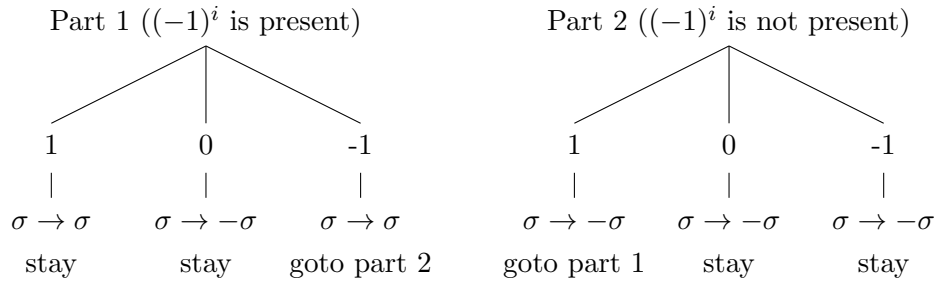 Part 1 ((−1)^i is present) Part 2 ((−1)^i is not present)
1 0 -1 1 0 -1
σ → σ σ → −σ σ → σ σ → −σ σ → −σ σ → −σ
stay stay goto part 2 goto part 1 stay stay